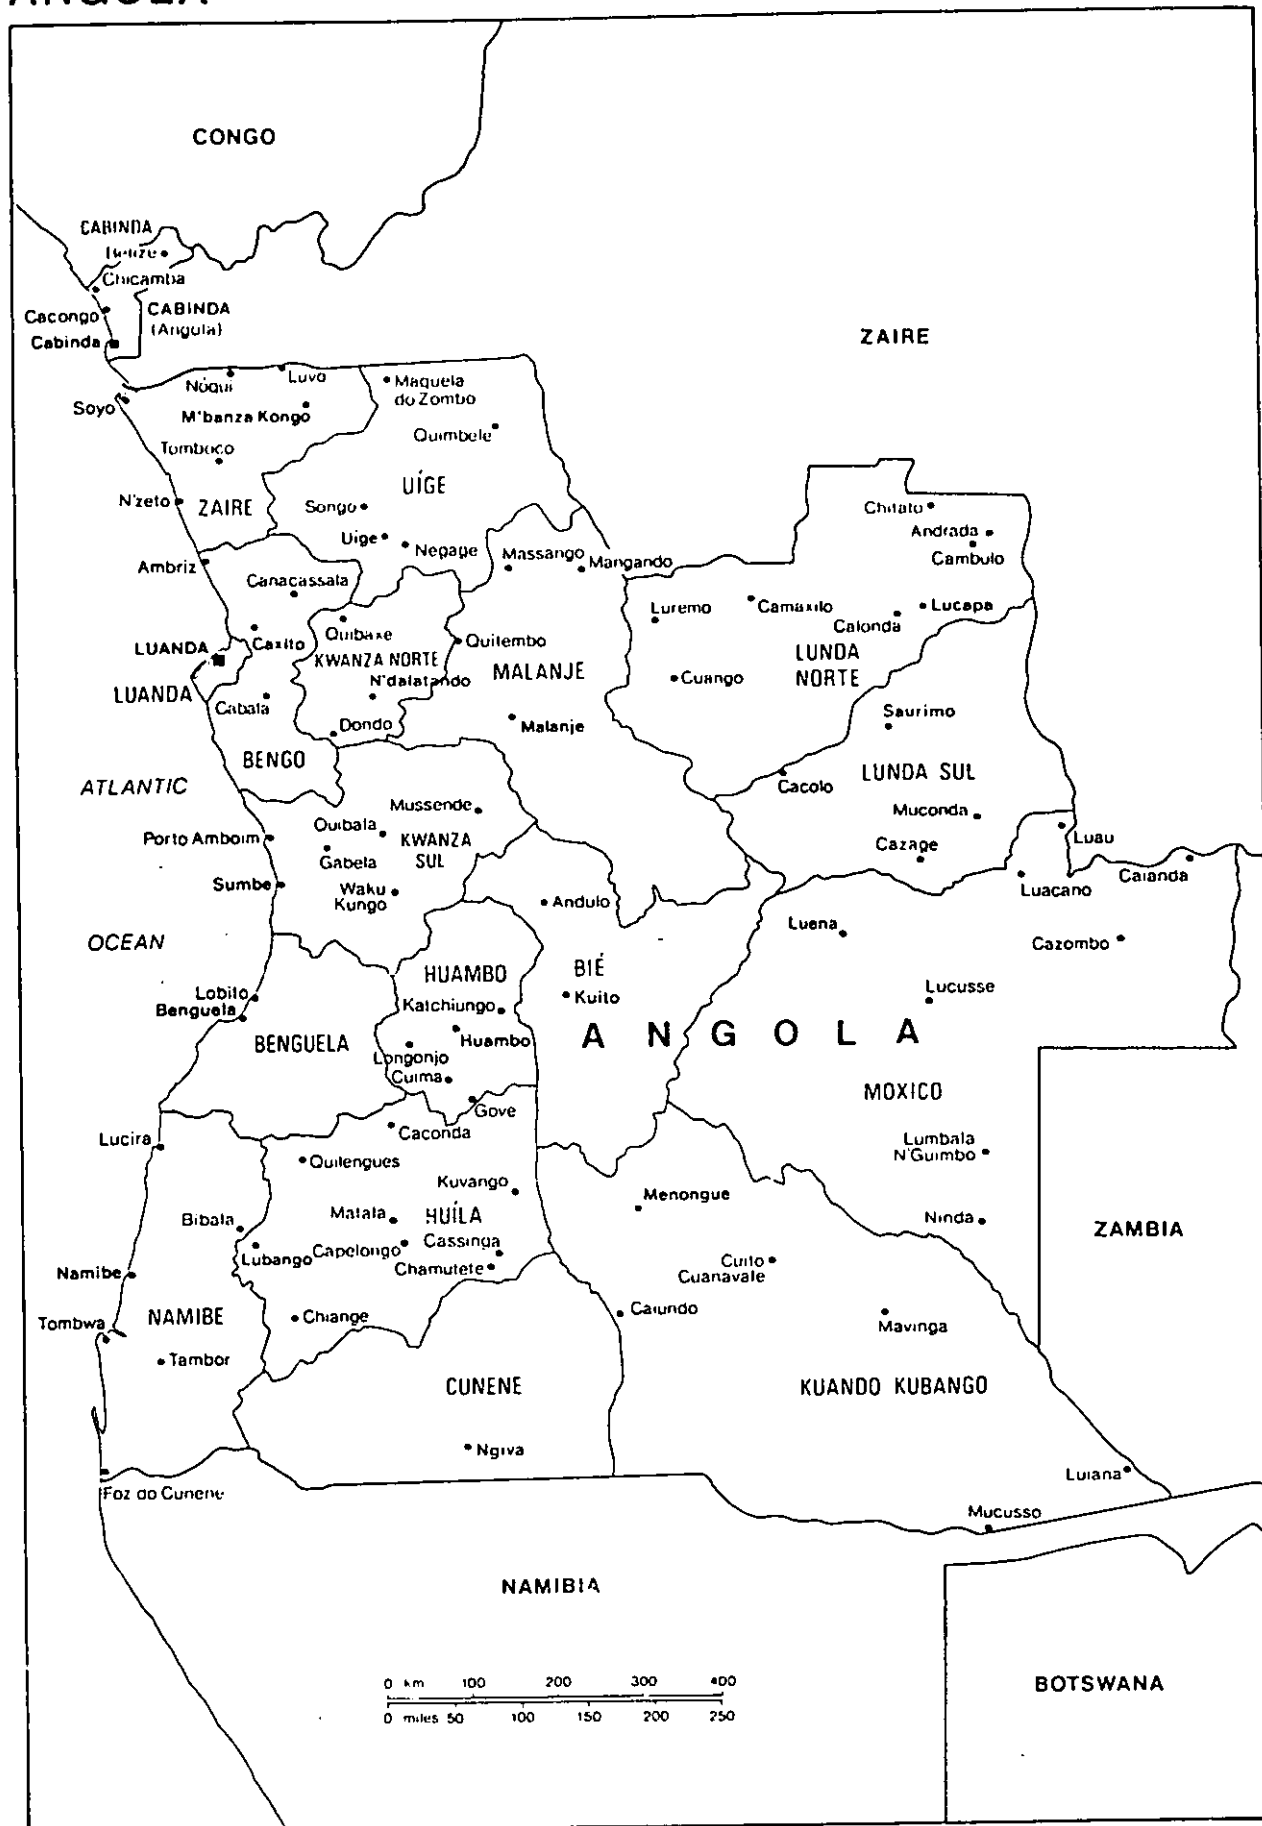 ANGOLA
CONGO
CABINDA
Belize
Chicamba
Cacongo
CABINDA
(Angola)
Cabinda
ZAIRE
Nóqui
Luvo
Maquela
do Zombo
Soyo
M'banza Kongo
Quimbele
Tomboco
UÍGE
N'zeto
ZAIRE
Songo
Chitato
Uige
Negage
Andrada
Cambulo
Massango
Mangando
Ambriz
Canacassala
Luremo
Camaxilo
Lucapa
Calonda
Quibaxe
Caxito
Quitembo
LUANDA
KWANZA NORTE
LUNDA
NORTE
MALANJE
N'dalatando
Cuango
LUANDA
Cabala
Saurimo
Dondo
Malanje
BENGO
LUNDA SUL
Cacolo
ATLANTIC
Mussende
Muconda
Porto Amboim
Quibala
KWANZA
SUL
Luau
Gabela
Cazage
Sumbe
Waku
Kungo
Luacano
Caianda
Andulo
Luena
OCEAN
Cazombo
HUAMBO
BIÉ
Lobito
Katchiungo
Kuito
Lucusse
Benguela
BENGUELA
Huambo
ANGOLA
Longonjo
Cuima
MOXICO
Gove
Lucira
Caconda
Lumbala
N'Guimbo
Quilengues
Kuvango
Menongue
Bibala
Matala
HUÍLA
Ninda
ZAMBIA
Lubango
Capelongo
Cassinga
Cuito
Cuanavale
Namibe
Chamutete
NAMIBE
Chiange
Caiundo
Mavinga
Tombwa
Tambor
CUNENE
KUANDO KUBANGO
Ngiva
Luiana
Foz do Cunene
Mucusso
NAMIBIA
BOTSWANA
0 km 100 200 300 400
0 miles 50 100 150 200 250